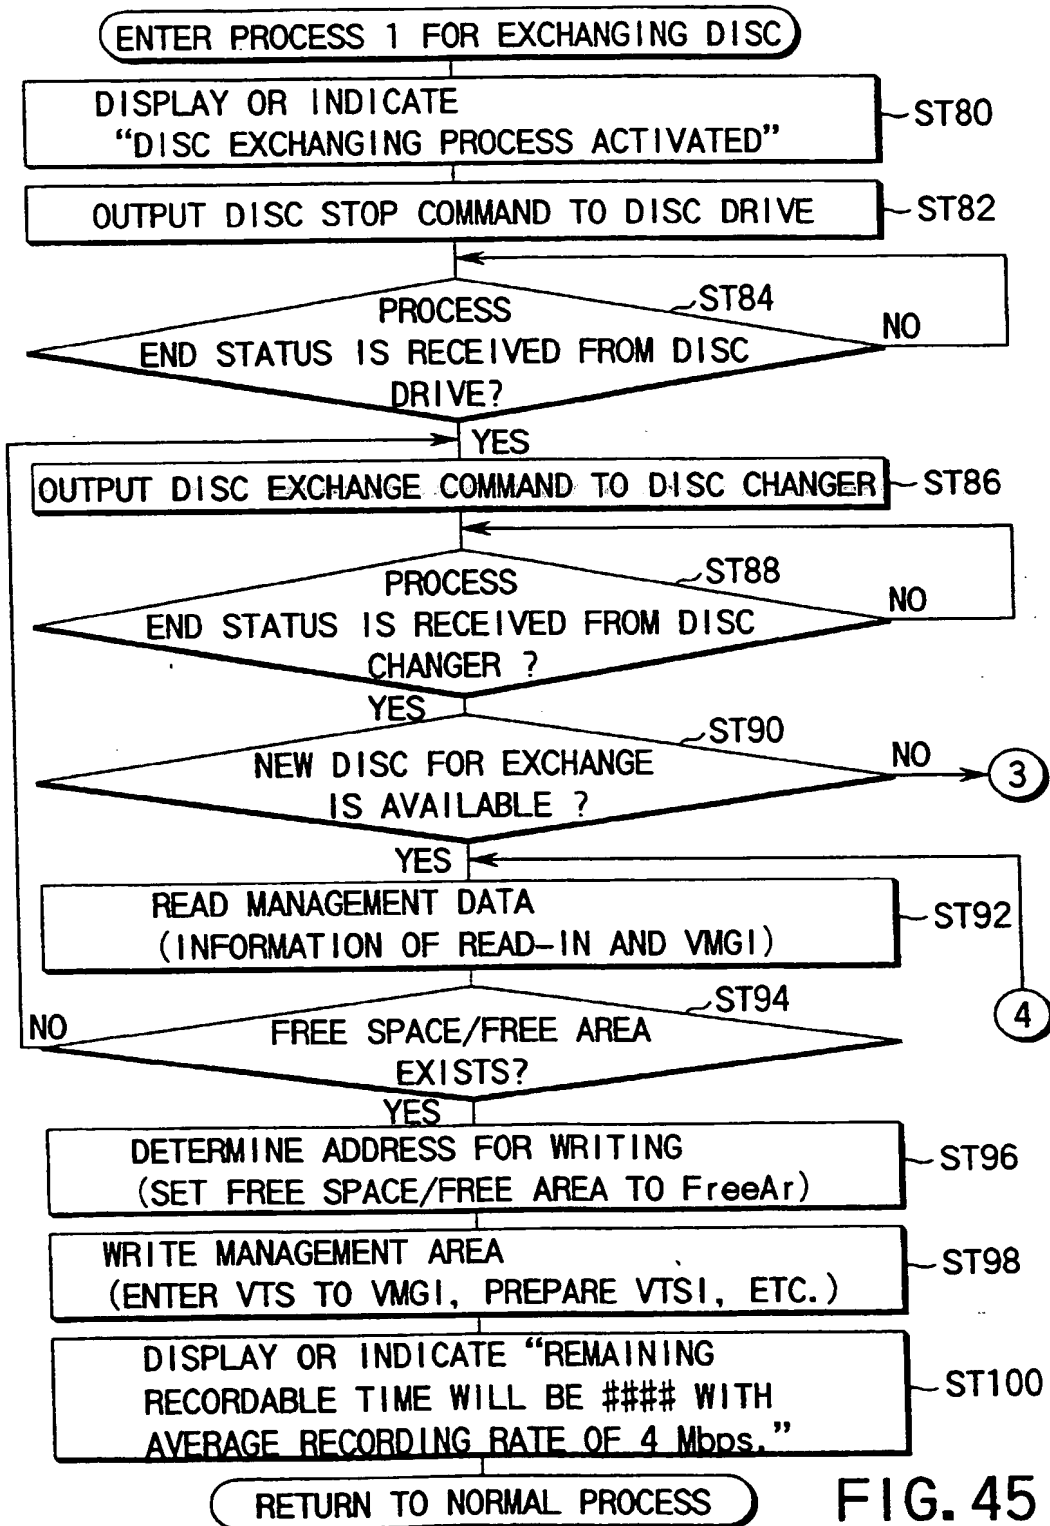 ENTER PROCESS 1 FOR EXCHANGING DISC
DISPLAY OR INDICATE
“DISC EXCHANGING PROCESS ACTIVATED”
ST80
OUTPUT DISC STOP COMMAND TO DISC DRIVE
ST82
ST84
PROCESS
END STATUS IS RECEIVED FROM DISC
DRIVE?
NO
YES
OUTPUT DISC EXCHANGE COMMAND TO DISC CHANGER
ST86
ST88
PROCESS
END STATUS IS RECEIVED FROM DISC
CHANGER ?
NO
YES
ST90
NEW DISC FOR EXCHANGE
IS AVAILABLE ?
NO
3
YES
READ MANAGEMENT DATA
(INFORMATION OF READ-IN AND VMGI)
ST92
4
ST94
FREE SPACE/FREE AREA
EXISTS?
NO
YES
DETERMINE ADDRESS FOR WRITING
(SET FREE SPACE/FREE AREA TO FreeAr)
ST96
WRITE MANAGEMENT AREA
(ENTER VTS TO VMGI, PREPARE VTSI, ETC.)
ST98
DISPLAY OR INDICATE “REMAINING
RECORDABLE TIME WILL BE #### WITH
AVERAGE RECORDING RATE OF 4 Mbps.”
ST100
RETURN TO NORMAL PROCESS
FIG. 45